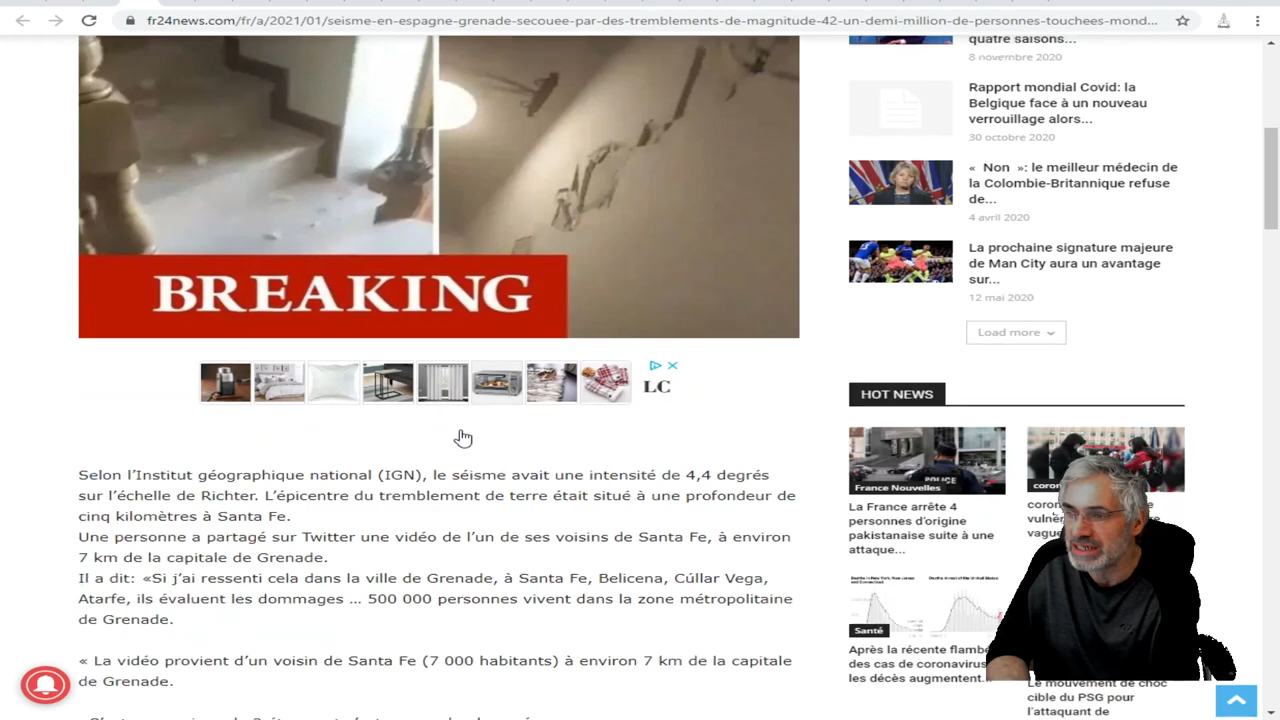 fr24news.com/fr/a/2021/01/seisme-en-espagne-grenade-secouee-par-des-tremblements-de-magnitude-42-un-demi-million-de-personnes-touchees-mond...
BREAKING
LC
Selon l'Institut géographique national (IGN), le séisme avait une intensité de 4,4 degrés
sur l'échelle de Richter. L'épicentre du tremblement de terre était situé à une profondeur de
cinq kilomètres à Santa Fe.
Une personne a partagé sur Twitter une vidéo de l'un de ses voisins de Santa Fe, à environ
7 km de la capitale de Grenade.
Il a dit: «Si j'ai ressenti cela dans la ville de Grenade, à Santa Fe, Belicena, Cúllar Vega,
Atarfe, ils évaluent les dommages ... 500 000 personnes vivent dans la zone métropolitaine
de Grenade.
« La vidéo provient d'un voisin de Santa Fe (7 000 habitants) à environ 7 km de la capitale
de Grenade.
quatre saisons...
8 novembre 2020
Rapport mondial Covid: la
Belgique face à un nouveau
verrouillage alors...
30 octobre 2020
« Non »: le meilleur médecin de
la Colombie-Britannique refuse
de...
4 avril 2020
La prochaine signature majeure
de Man City aura un avantage
sur...
12 mai 2020
Load more
HOT NEWS
POLICE
France Nouvelles
La France arrête 4
personnes d'origine
pakistanaise suite à une
attaque...
Santé
Après la récente flambé
des cas de coronavirus
les décès augmentent..
Le mouvement de choc
cible du PSG pour
l'attaquant de